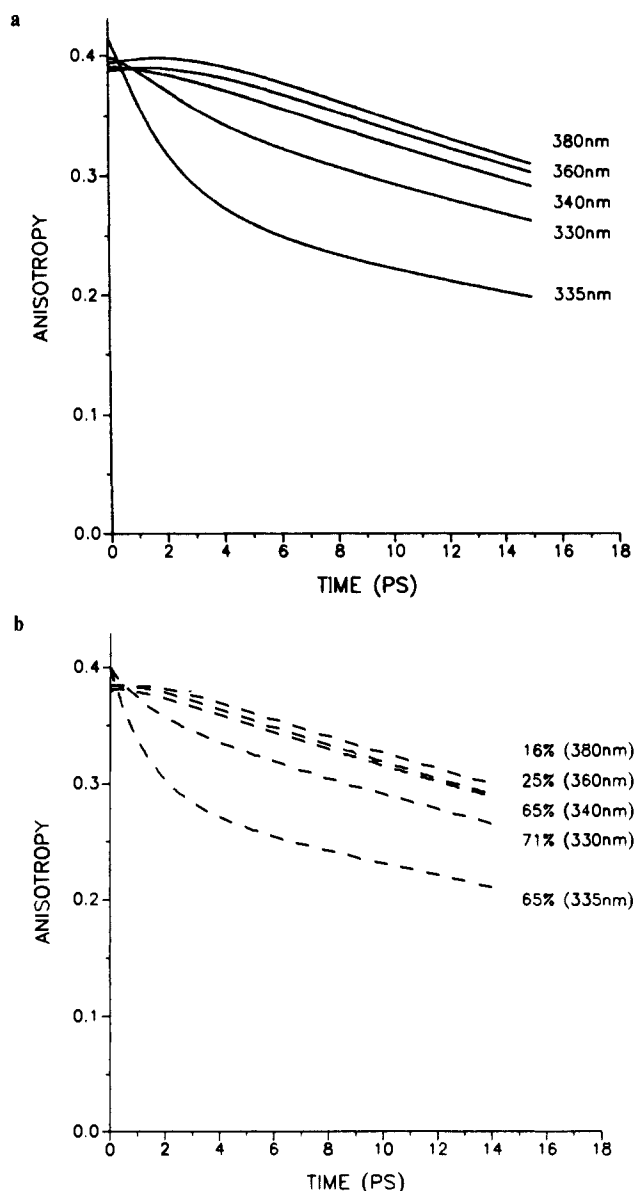 a
0.4
0.3
0.2
0.1
0.0
ANISOTROPY
380nm
360nm
340nm
330nm
335nm
0 2 4 6 8 10 12 14 16 18
TIME (PS)
b
0.4
0.3
0.2
0.1
0.0
ANISOTROPY
16% (380nm)
25% (360nm)
65% (340nm)
71% (330nm)
65% (335nm)
0 2 4 6 8 10 12 14 16 18
TIME (PS)